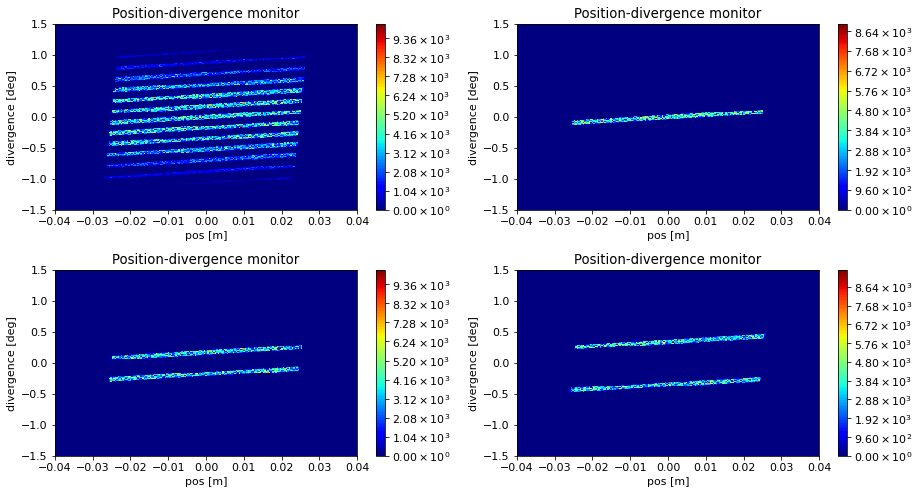 Position-divergence monitor
divergence [deg]
1.5
1.0
0.5
0.0
−0.5
−1.0
−1.5
−0.04 −0.03 −0.02 −0.01 0.00 0.01 0.02 0.03 0.04
pos [m]
9.36 × 10³
8.32 × 10³
7.28 × 10³
6.24 × 10³
5.20 × 10³
4.16 × 10³
3.12 × 10³
2.08 × 10³
1.04 × 10³
0.00 × 10⁰
Position-divergence monitor
divergence [deg]
1.5
1.0
0.5
0.0
−0.5
−1.0
−1.5
−0.04 −0.03 −0.02 −0.01 0.00 0.01 0.02 0.03 0.04
pos [m]
8.64 × 10³
7.68 × 10³
6.72 × 10³
5.76 × 10³
4.80 × 10³
3.84 × 10³
2.88 × 10³
1.92 × 10³
9.60 × 10²
0.00 × 10⁰
Position-divergence monitor
divergence [deg]
1.5
1.0
0.5
0.0
−0.5
−1.0
−1.5
−0.04 −0.03 −0.02 −0.01 0.00 0.01 0.02 0.03 0.04
pos [m]
9.36 × 10³
8.32 × 10³
7.28 × 10³
6.24 × 10³
5.20 × 10³
4.16 × 10³
3.12 × 10³
2.08 × 10³
1.04 × 10³
0.00 × 10⁰
Position-divergence monitor
divergence [deg]
1.5
1.0
0.5
0.0
−0.5
−1.0
−1.5
−0.04 −0.03 −0.02 −0.01 0.00 0.01 0.02 0.03 0.04
pos [m]
8.64 × 10³
7.68 × 10³
6.72 × 10³
5.76 × 10³
4.80 × 10³
3.84 × 10³
2.88 × 10³
1.92 × 10³
9.60 × 10²
0.00 × 10⁰